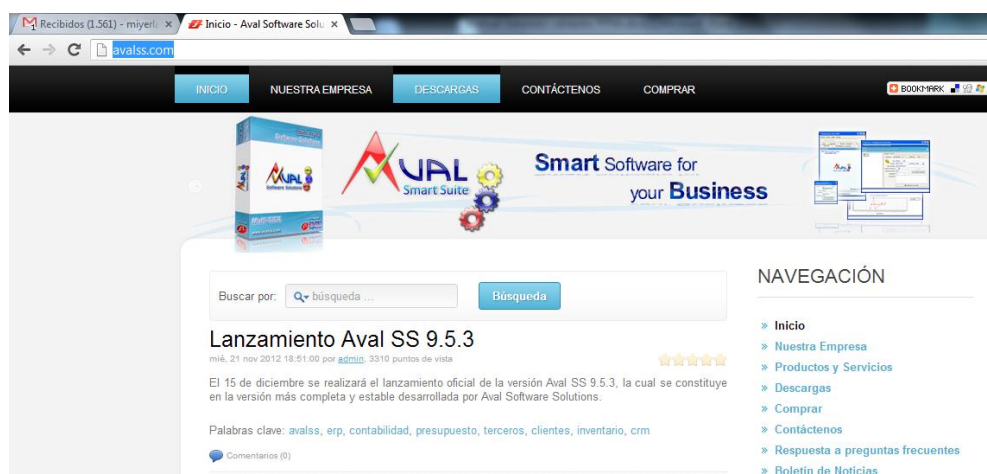 Recibidos (1.561) - miyerl
Inicio - Aval Software Solu
avalss.com
INICIO
NUESTRA EMPRESA
DESCARGAS
CONTÁCTENOS
COMPRAR
BOOKMARK
AVAL
Smart Suite
Smart Software for
your Business
Buscar por:
búsqueda ...
Búsqueda
Lanzamiento Aval SS 9.5.3
mié, 21 nov 2012 18:51:00 por admin, 3310 puntos de vista
El 15 de diciembre se realizará el lanzamiento oficial de la versión Aval SS 9.5.3, la cual se constituye
en la versión más completa y estable desarrollada por Aval Software Solutions.
Palabras clave: avalss, erp, contabilidad, presupuesto, terceros, clientes, inventario, crm
Comentarios (0)
NAVEGACIÓN
» Inicio
» Nuestra Empresa
» Productos y Servicios
» Descargas
» Comprar
» Contáctenos
» Respuesta a preguntas frecuentes
» Boletín de Noticias